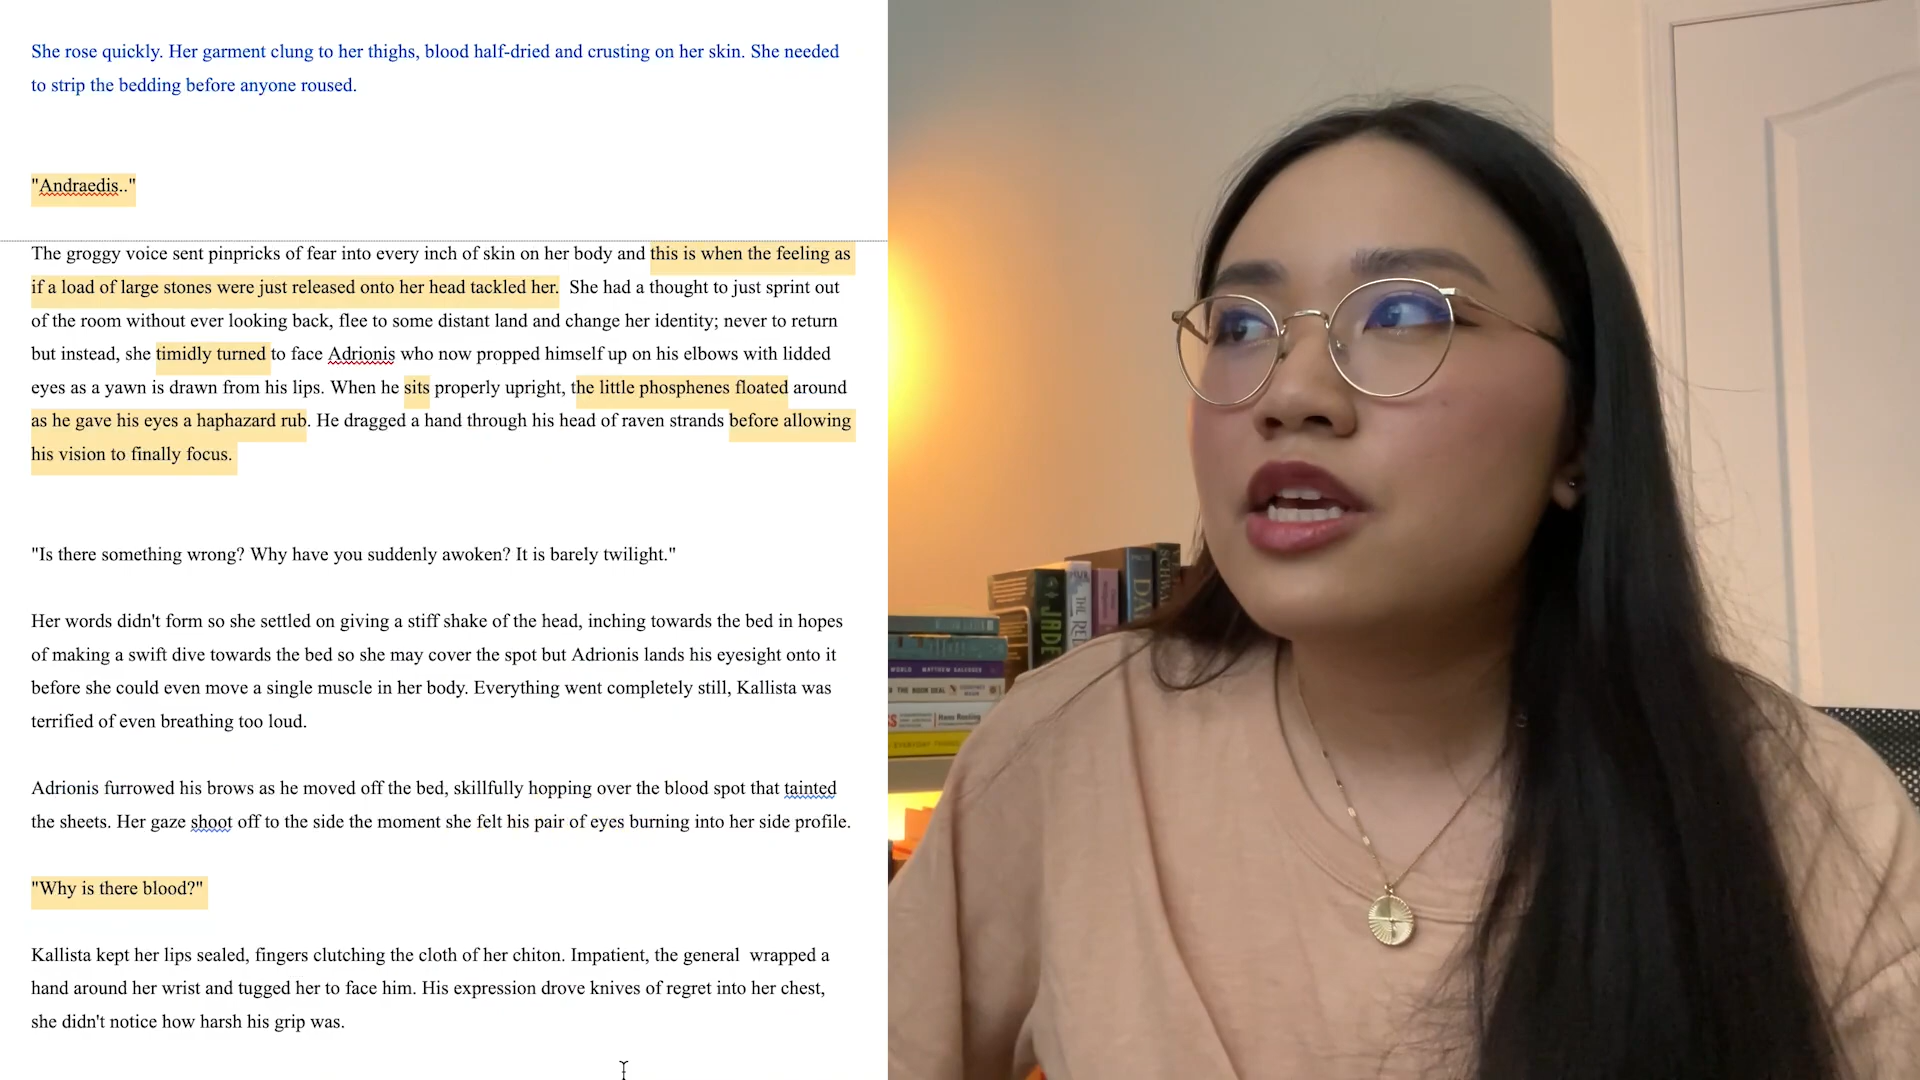 She rose quickly. Her garment clung to her thighs, blood half-dried and crusting on her skin. She needed
to strip the bedding before anyone roused.
"Andraedis.."
The groggy voice sent pinpricks of fear into every inch of skin on her body and this is when the feeling as
if a load of large stones were just released onto her head tackled her.  She had a thought to just sprint out
of the room without ever looking back, flee to some distant land and change her identity; never to return
but instead, she timidly turned to face Adrionis who now propped himself up on his elbows with lidded
eyes as a yawn is drawn from his lips. When he sits properly upright, the little phosphenes floated around
as he gave his eyes a haphazard rub. He dragged a hand through his head of raven strands before allowing
his vision to finally focus.
"Is there something wrong? Why have you suddenly awoken? It is barely twilight."
Her words didn't form so she settled on giving a stiff shake of the head, inching towards the bed in hopes
of making a swift dive towards the bed so she may cover the spot but Adrionis lands his eyesight onto it
before she could even move a single muscle in her body. Everything went completely still, Kallista was
terrified of even breathing too loud.
Adrionis furrowed his brows as he moved off the bed, skillfully hopping over the blood spot that tainted
the sheets. Her gaze shoot off to the side the moment she felt his pair of eyes burning into her side profile.
"Why is there blood?"
Kallista kept her lips sealed, fingers clutching the cloth of her chiton. Impatient, the general  wrapped a
hand around her wrist and tugged her to face him. His expression drove knives of regret into her chest,
she didn't notice how harsh his grip was.
JADE
THE
DA
SCHWA
WORLD MATTHEW SALESSES
THE BOOK DEAL
EVERYDAY